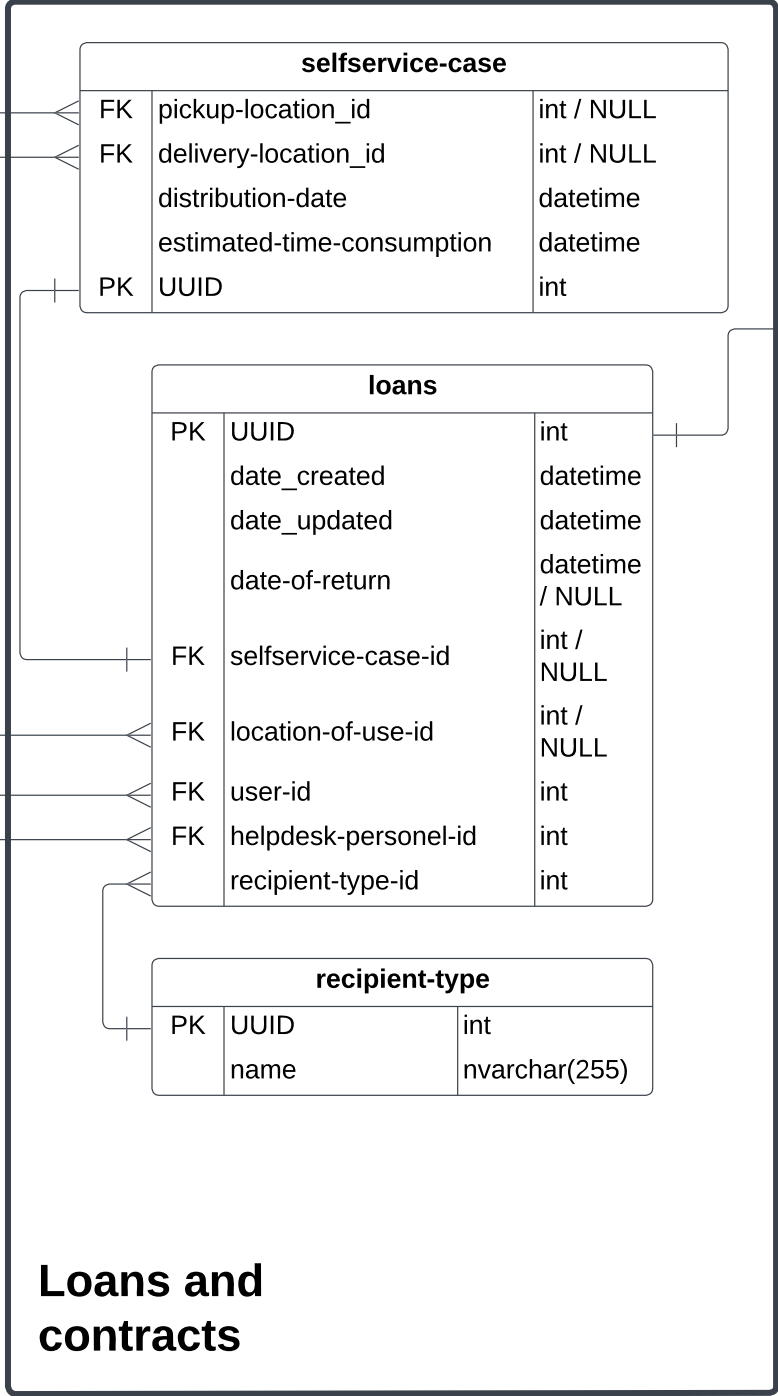 selfservice-case
FK pickup-location_id int / NULL
FK delivery-location_id int / NULL
distribution-date datetime
estimated-time-consumption datetime
PK UUID int
loans
PK UUID int
date_created datetime
date_updated datetime
date-of-return datetime
/ NULL
FK selfservice-case-id int /
NULL
FK location-of-use-id int /
NULL
FK user-id int
FK helpdesk-personel-id int
recipient-type-id int
recipient-type
PK UUID int
name nvarchar(255)
Loans and
contracts